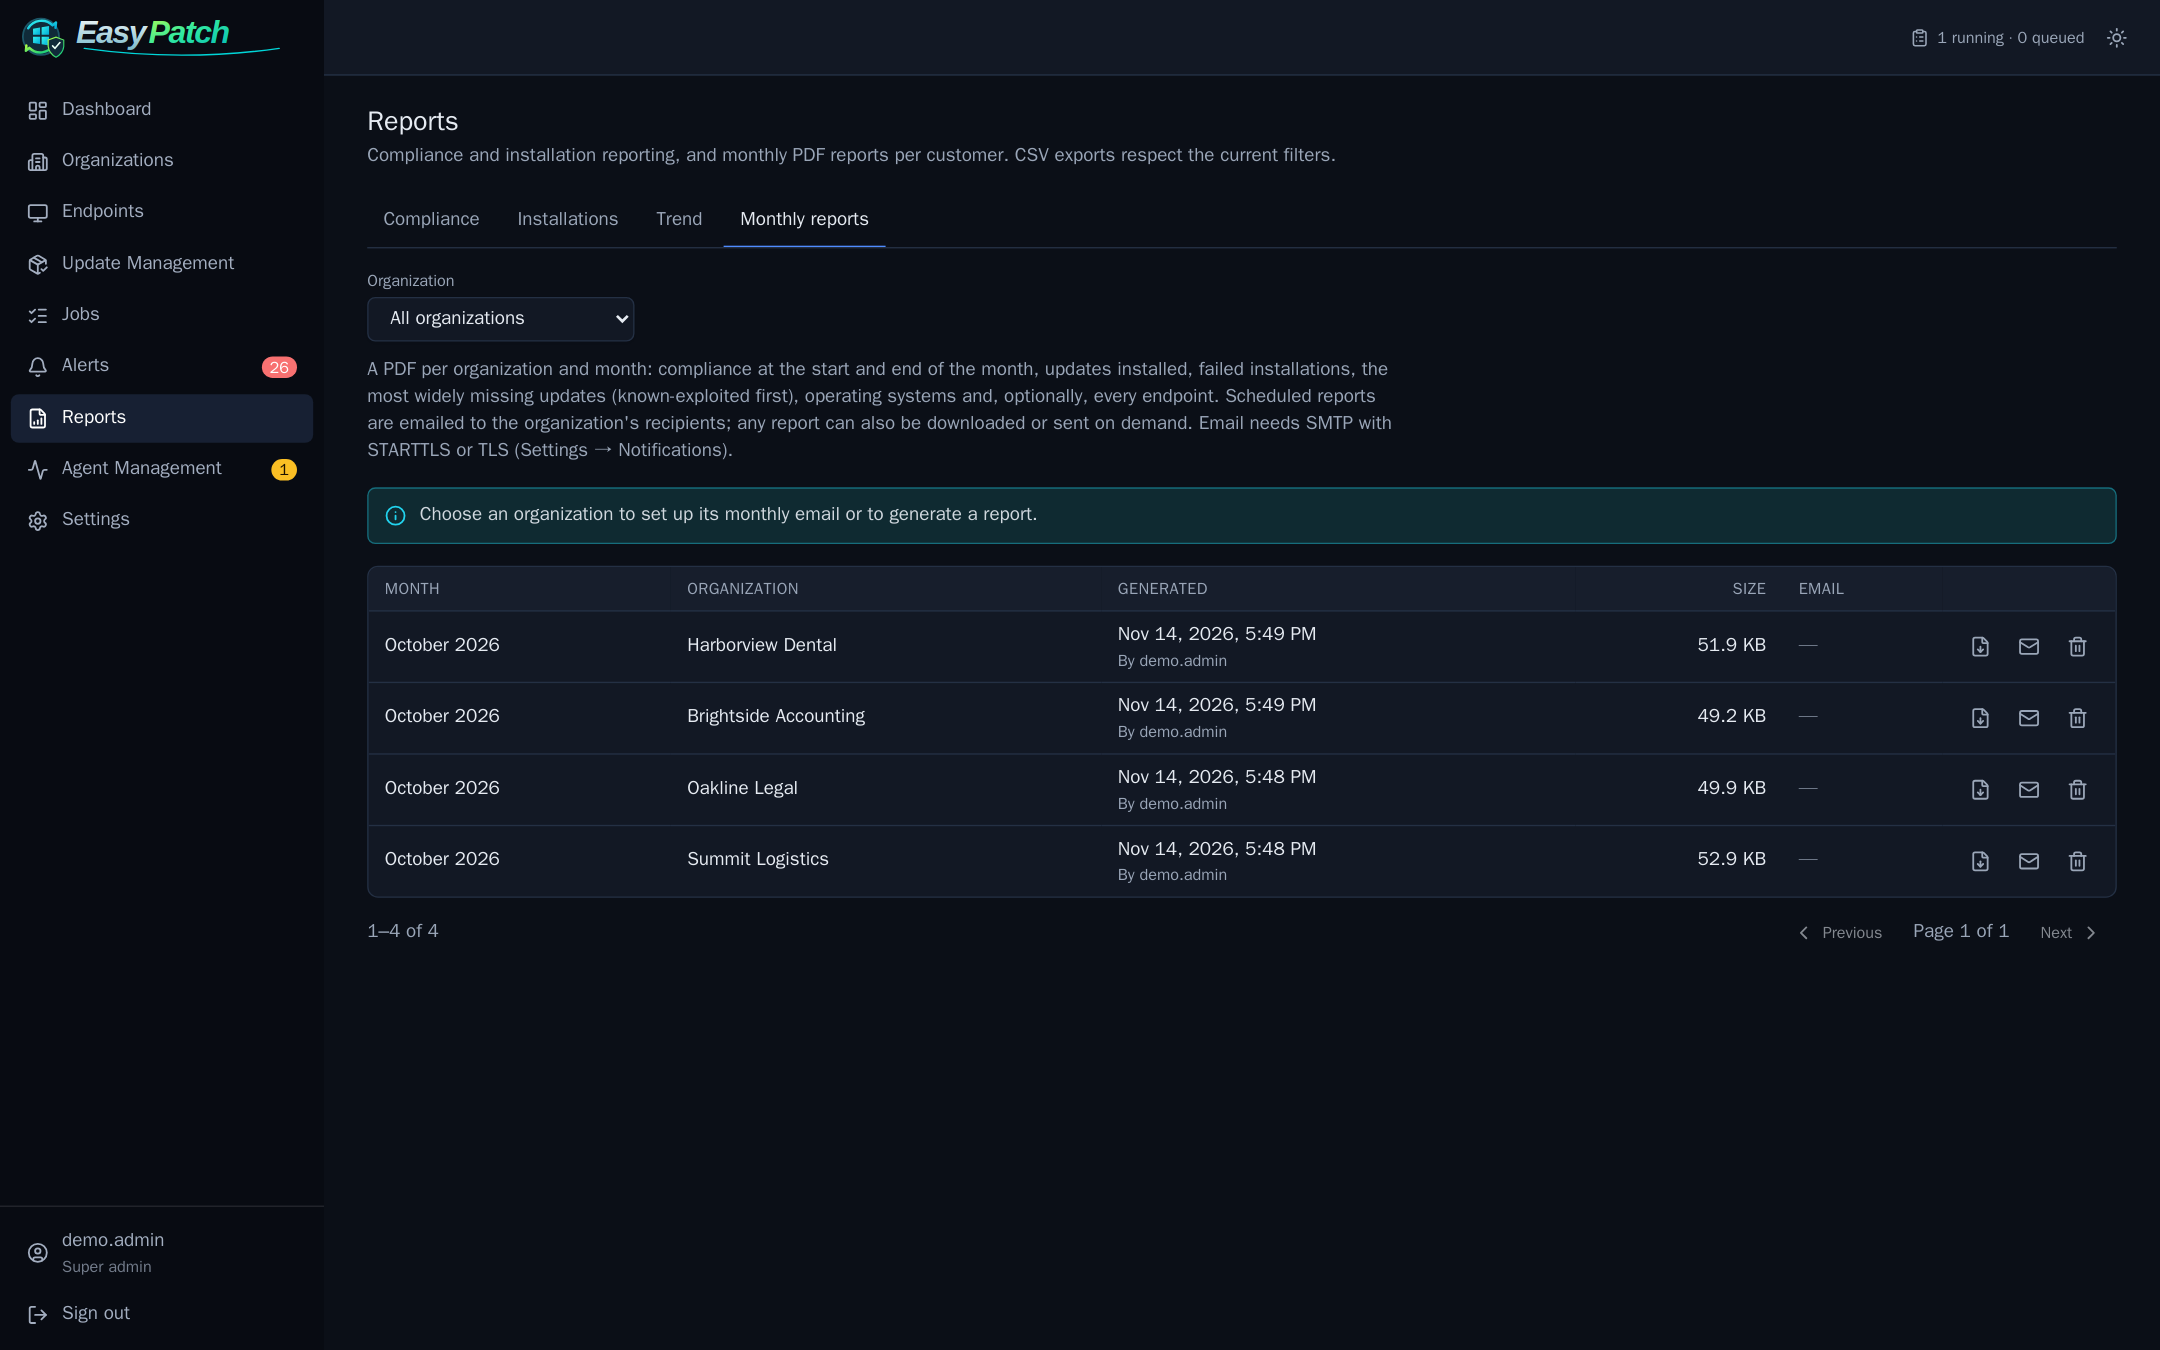 EasyPatch
1 running · 0 queued
Dashboard
Organizations
Endpoints
Update Management
Jobs
Alerts 26
Reports
Agent Management 1
Settings
demo.admin
Super admin
Sign out
Reports
Compliance and installation reporting, and monthly PDF reports per customer. CSV exports respect the current filters.
Compliance Installations Trend Monthly reports
Organization
All organizations
A PDF per organization and month: compliance at the start and end of the month, updates installed, failed installations, the
most widely missing updates (known-exploited first), operating systems and, optionally, every endpoint. Scheduled reports
are emailed to the organization's recipients; any report can also be downloaded or sent on demand. Email needs SMTP with
STARTTLS or TLS (Settings → Notifications).
Choose an organization to set up its monthly email or to generate a report.
MONTH ORGANIZATION GENERATED SIZE EMAIL
October 2026 Harborview Dental Nov 14, 2026, 5:49 PM 51.9 KB —
By demo.admin
October 2026 Brightside Accounting Nov 14, 2026, 5:49 PM 49.2 KB —
By demo.admin
October 2026 Oakline Legal Nov 14, 2026, 5:48 PM 49.9 KB —
By demo.admin
October 2026 Summit Logistics Nov 14, 2026, 5:48 PM 52.9 KB —
By demo.admin
1–4 of 4 Previous Page 1 of 1 Next